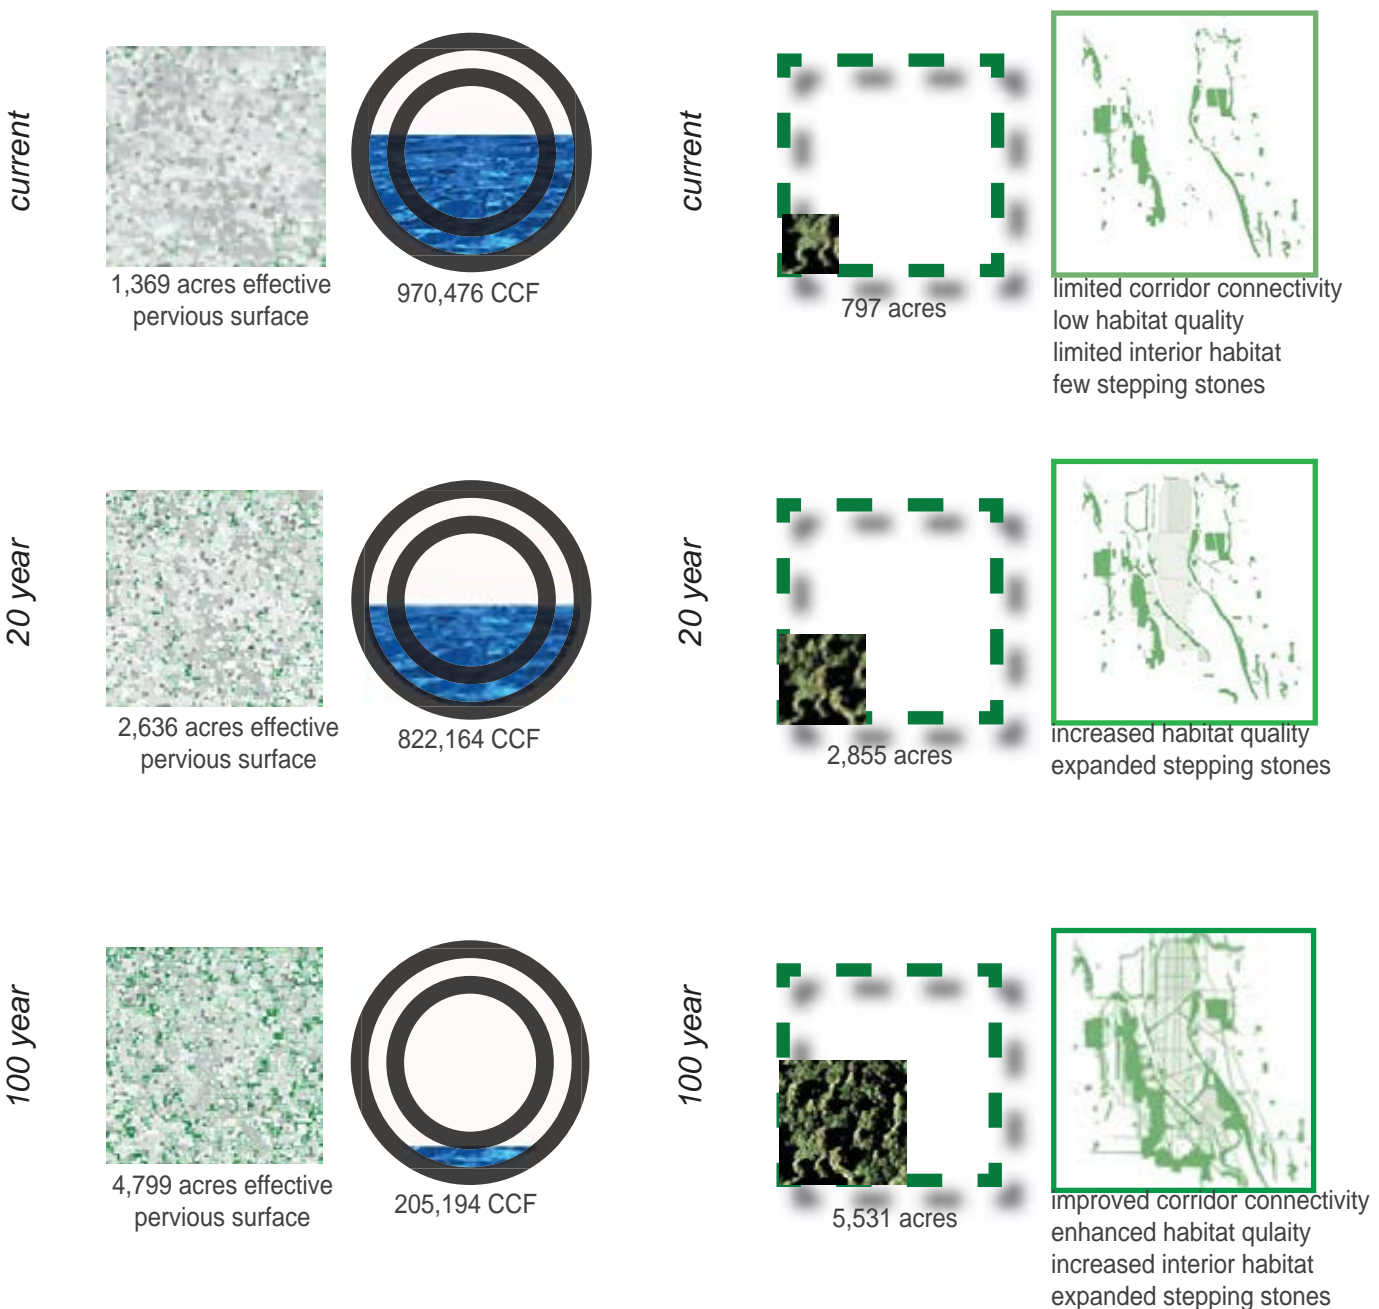 current
1,369 acres effective
pervious surface
970,476 CCF
current
797 acres
limited corridor connectivity
low habitat quality
limited interior habitat
few stepping stones
20 year
2,636 acres effective
pervious surface
822,164 CCF
20 year
2,855 acres
increased habitat quality
expanded stepping stones
100 year
4,799 acres effective
pervious surface
205,194 CCF
100 year
5,531 acres
improved corridor connectivity
enhanced habitat qulaity
increased interior habitat
expanded stepping stones